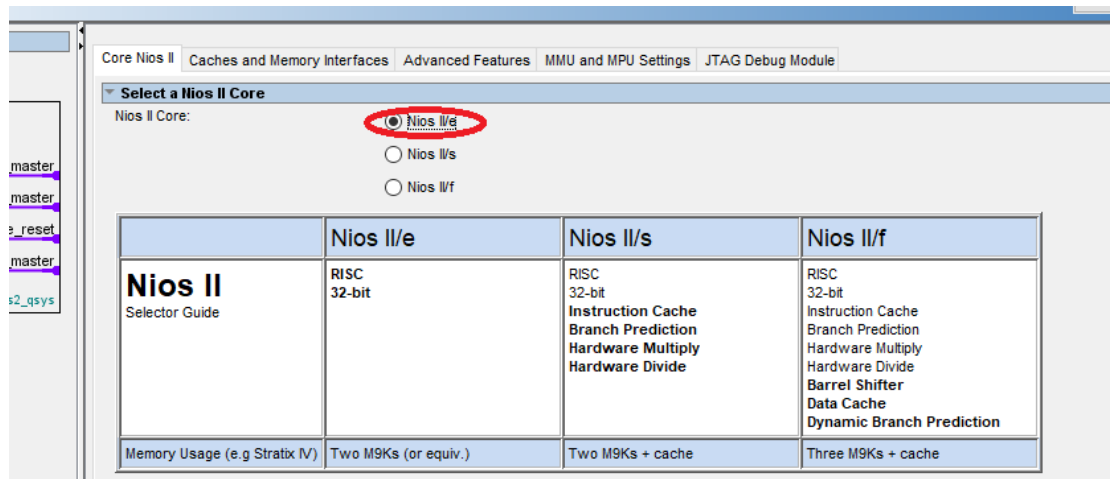 Core Nios II Caches and Memory Interfaces Advanced Features MMU and MPU Settings JTAG Debug Module
Select a Nios II Core
Nios II Core:
Nios II/e
Nios II/s
Nios II/f
_master
_master
e_reset
_master
s2_qsys
Nios II/e Nios II/s Nios II/f
Nios II
Selector Guide
RISC
32-bit
RISC
32-bit
Instruction Cache
Branch Prediction
Hardware Multiply
Hardware Divide
RISC
32-bit
Instruction Cache
Branch Prediction
Hardware Multiply
Hardware Divide
Barrel Shifter
Data Cache
Dynamic Branch Prediction
Memory Usage (e.g Stratix IV) Two M9Ks (or equiv.) Two M9Ks + cache Three M9Ks + cache